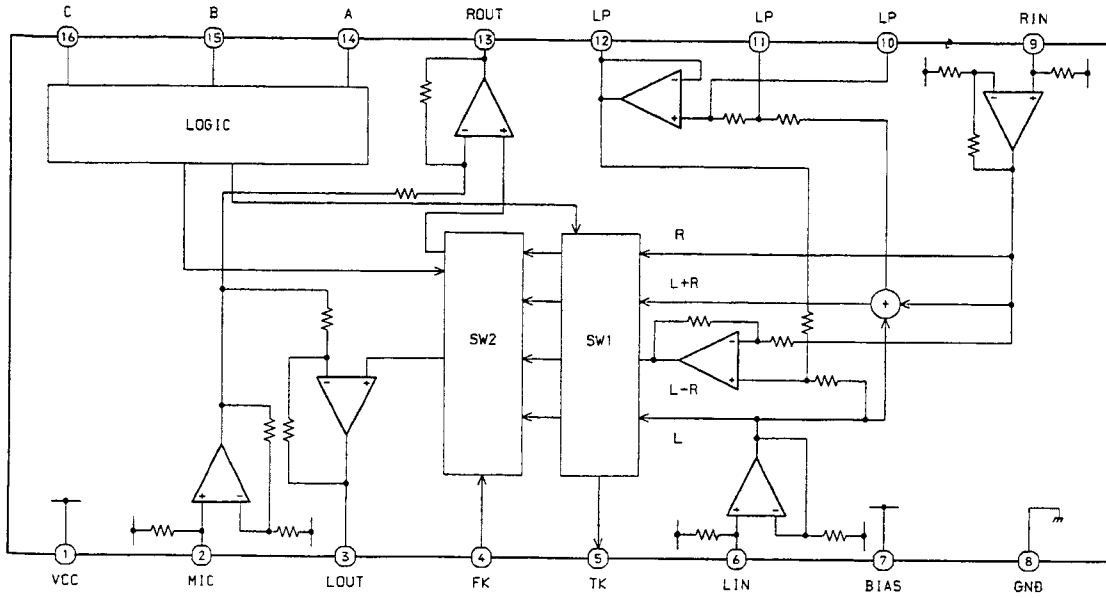 C B A ROUT LP LP LP RIN
16 15 14 13 12 11 10 9
LOGIC
- +
+
- +
R
L+R
+
SW2 SW1
-
+
L-R
L
- +
+ -
+ -
1 2 3 4 5 6 7 8
VCC MIC LOUT FK TK LIN BIAS GND